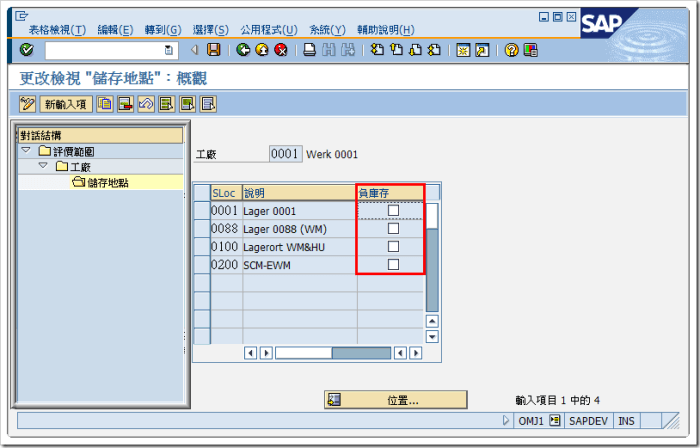 表格檢視(T) 編輯(E) 轉到(G) 選擇(S) 公用程式(U) 系統(Y) 輔助說明(H)
SAP
更改檢視 "儲存地點"：概觀
新輸入項
對話結構
評價範圍
工廠
儲存地點
工廠 0001 Werk 0001
SLoc 說明 負庫存
0001 Lager 0001
0088 Lager 0088 (WM)
0100 Lagerort WM&HU
0200 SCM-EWM
位置... 輸入項目 1 中的 4
OMJ1 SAPDEV INS